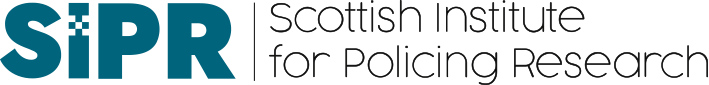 SiPR
Scottish Institute
for Policing Research